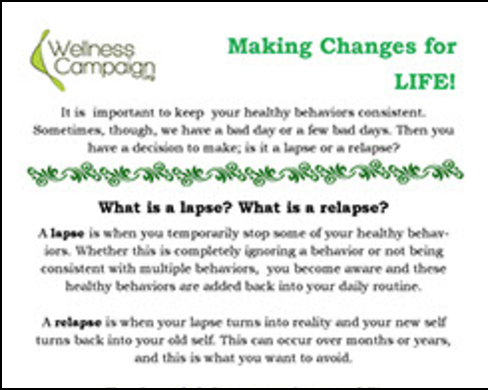 Wellness
Campaign
Making Changes for
LIFE!
It is important to keep your healthy behaviors consistent.
Sometimes, though, we have a bad day or a few bad days. Then you
have a decision to make; is it a lapse or a relapse?
What is a lapse? What is a relapse?
A lapse is when you temporarily stop some of your healthy behav-
iors. Whether this is completely ignoring a behavior or not being
consistent with multiple behaviors, you become aware and these
healthy behaviors are added back into your daily routine.
A relapse is when your lapse turns into reality and your new self
turns back into your old self. This can occur over months or years,
and this is what you want to avoid.